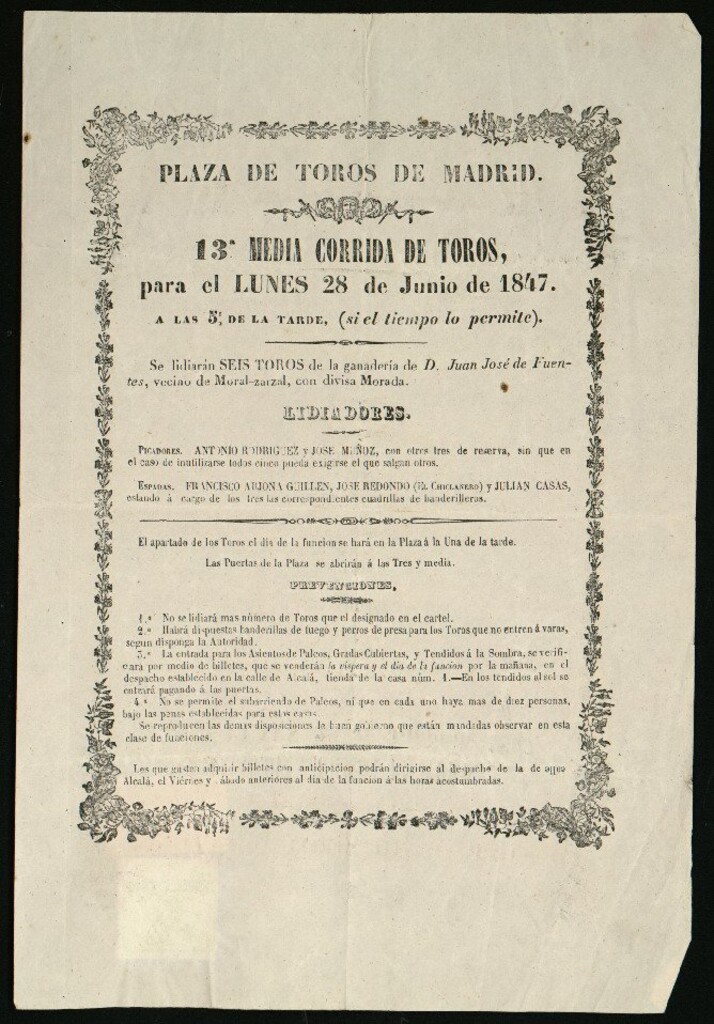 PLAZA DE TOROS DE MADRID.
13ª MEDIA CORRIDA DE TOROS,
para el LUNES 28 de Junio de 1847.
A LAS 5½ DE LA TARDE, (si el tiempo lo permite).
Se lidiarán SEIS TOROS de la ganadería de D. Juan José de Fuen-
tes, vecino de Moral-zarzal, con divisa Morada.
LIDIADORES.
PICADORES. ANTONIO RODRIGUEZ y JOSE MUÑOZ, con otros tres de reserva, sin que en
el caso de inutilizarse todos cinco pueda exigirse el que salgan otros.
ESPADAS. FRANCISCO ARJONA GUILLEN, JOSE REDONDO (EL CHICLANERO) y JULIAN CASAS,
estando á cargo de los tres las correspondientes cuadrillas de banderilleros.
El apartado de los Toros el dia de la funcion se hará en la Plaza á la Una de la tarde.
Las Puertas de la Plaza se abrirán á las Tres y media.
PREVENCIONES,
1.ª No se lidiará mas número de Toros que el designado en el cartel.
2.ª Habrá dispuestas banderillas de fuego y perros de presa para los Toros que no entren á varas,
segun disponga la Autoridad.
3.ª La entrada para los Asientos de Palcos, Gradas Cubiertas, y Tendidos á la Sombra, se verifi-
cará por medio de billetes, que se venderán la víspera y el dia de la funcion por la mañana, en el
despacho establecido en la calle de Alcalá, tienda de la casa núm. 4.—En los tendidos al sol se
entrará pagando á las puertas.
4.ª No se permite el subarriendo de Palcos, ni que en cada uno haya mas de diez personas,
bajo las penas establecidas para estos casos.
Se reproducen las demás disposiciones de buen gobierno que están mandadas observar en esta
clase de funciones.
Los que gusten adquirir billetes con anticipacion podrán dirigirse al despacho de la de
Alcalá, el Viérnes y Sábado anteriores al dia de la funcion á las horas acostumbradas.